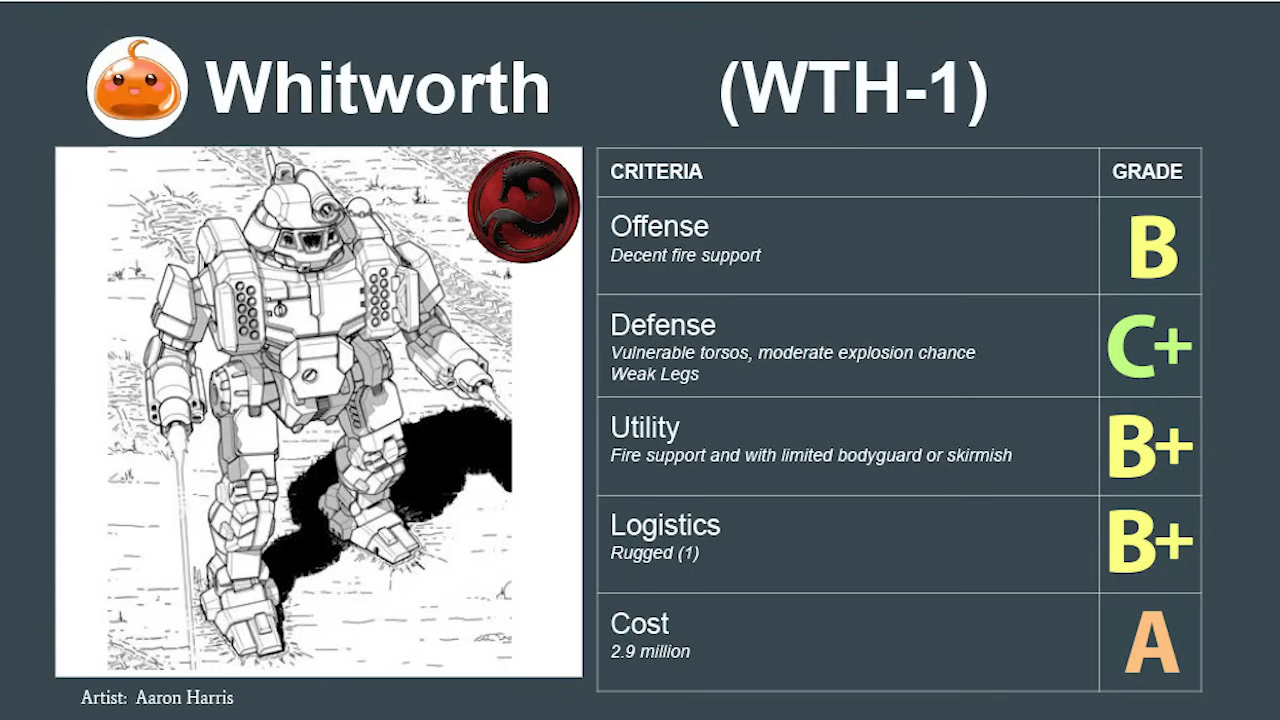 Whitworth (WTH-1)
CRITERIA GRADE
Offense
Decent fire support
B
Defense
Vulnerable torsos, moderate explosion chance
Weak Legs
C+
Utility
Fire support and with limited bodyguard or skirmish
B+
Logistics
Rugged (1)
B+
Cost
2.9 million
A
Artist: Aaron Harris